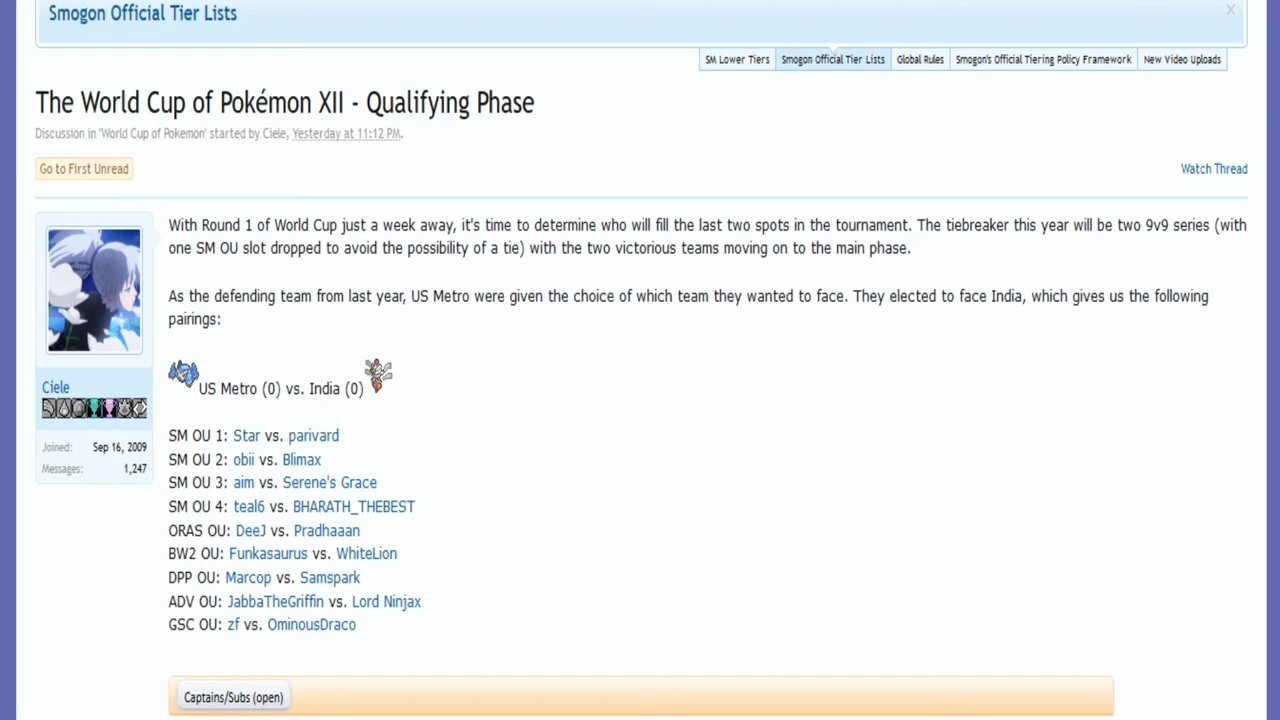 Smogon Official Tier Lists
x
SM Lower Tiers Smogon Official Tier Lists Global Rules Smogon's Official Tiering Policy Framework New Video Uploads
The World Cup of Pokémon XII - Qualifying Phase
Discussion in 'World Cup of Pokemon' started by Ciele, Yesterday at 11:12 PM.
Go to First Unread
Watch Thread
With Round 1 of World Cup just a week away, it's time to determine who will fill the last two spots in the tournament. The tiebreaker this year will be two 9v9 series (with
one SM OU slot dropped to avoid the possibility of a tie) with the two victorious teams moving on to the main phase.
As the defending team from last year, US Metro were given the choice of which team they wanted to face. They elected to face India, which gives us the following
pairings:
US Metro (0) vs. India (0)
Ciele
Joined: Sep 16, 2009
Messages: 1,247
SM OU 1: Star vs. parivard
SM OU 2: obii vs. Blimax
SM OU 3: aim vs. Serene's Grace
SM OU 4: teal6 vs. BHARATH_THEBEST
ORAS OU: DeeJ vs. Pradhaaan
BW2 OU: Funkasaurus vs. WhiteLion
DPP OU: Marcop vs. Samspark
ADV OU: JabbaTheGriffin vs. Lord Ninjax
GSC OU: zf vs. OminousDraco
Captains/Subs (open)